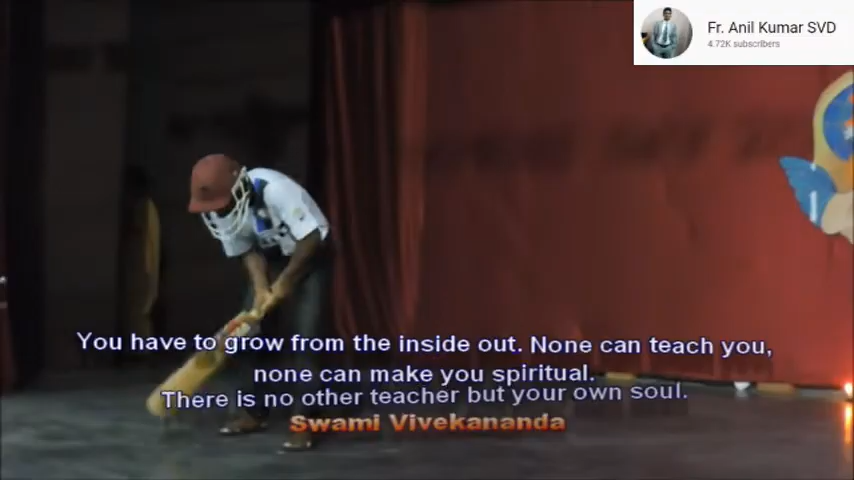 Fr. Anil Kumar SVD
4.72K subscribers
You have to grow from the inside out. None can teach you,
none can make you spiritual.
There is no other teacher but your own soul.
Swami Vivekananda